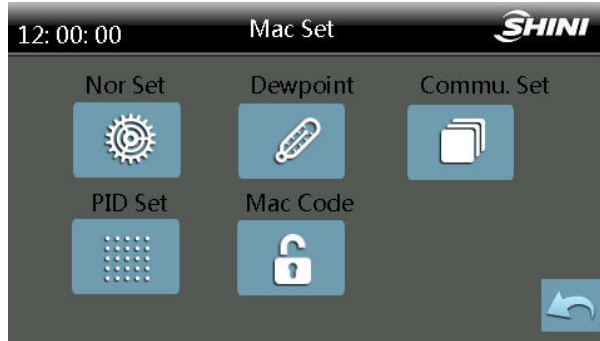 12: 00: 00 Mac Set SHINI
Nor Set Dewpoint Commu. Set
PID Set Mac Code